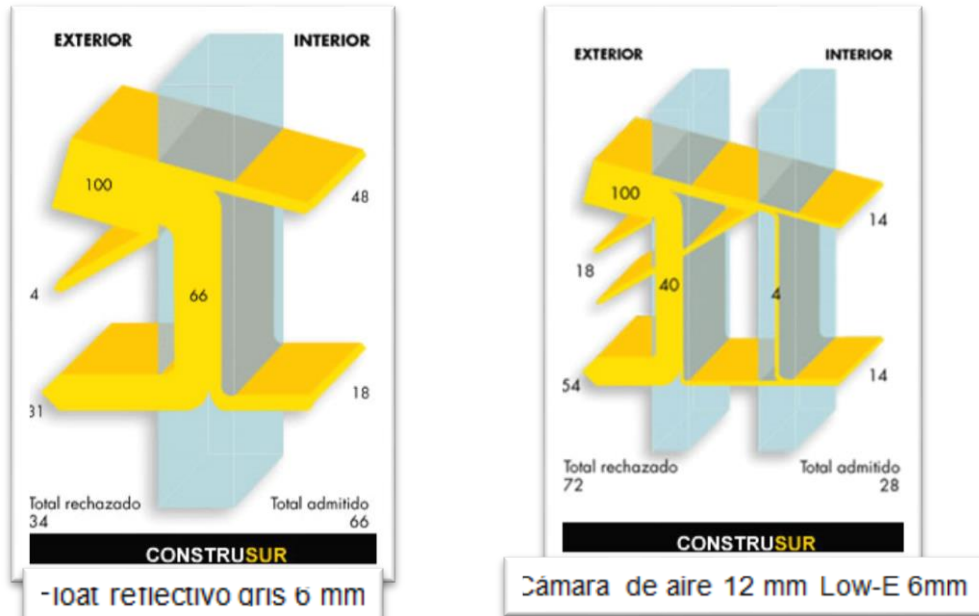 EXTERIOR INTERIOR
100
48
4
66
31
18
Total rechazado Total admitido
34 66
CONSTRUSUR
reflectivo gris 6 mm
EXTERIOR INTERIOR
100
14
18
40 4
54
14
Total rechazado Total admitido
72 28
CONSTRUSUR
Cámara de aire 12 mm Low-E 6mm